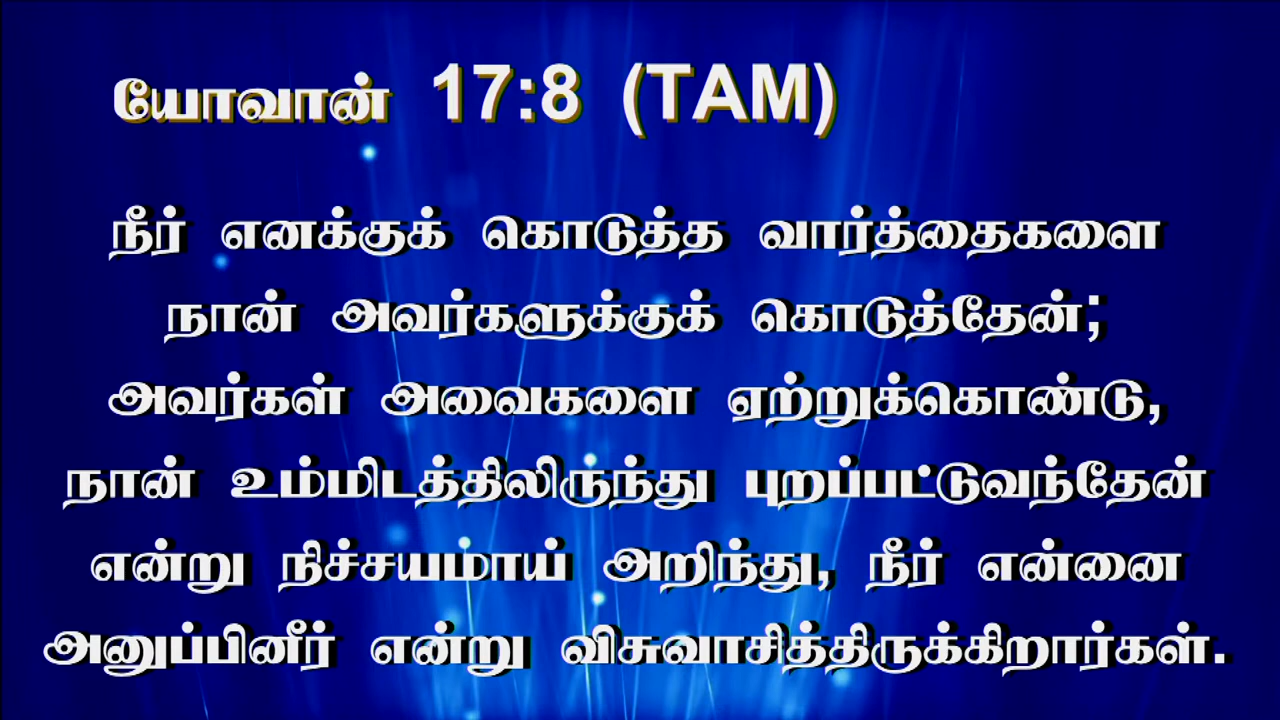 யோவான் 17:8 (TAM)
நீர் எனக்குக் கொடுத்த வார்த்தைகளை
நான் அவர்களுக்குக் கொடுத்தேன்;
அவர்கள் அவைகளை ஏற்றுக்கொண்டு,
நான் உம்மிடத்திலிருந்து புறப்பட்டுவந்தேன்
என்று நிச்சயமாய் அறிந்து, நீர் என்னை
அனுப்பினீர் என்று விசுவாசித்திருக்கிறார்கள்.